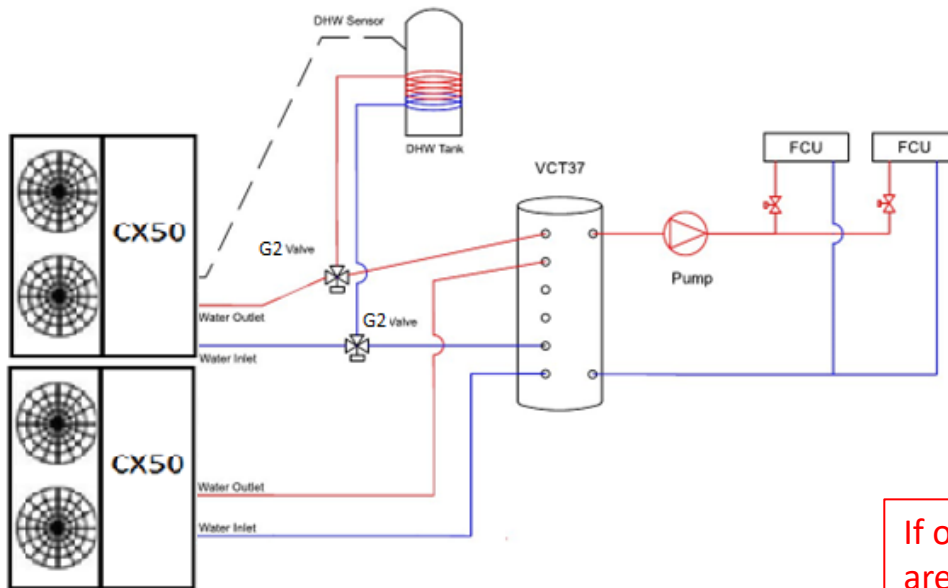 DHW Sensor
DHW Tank
VCT37
FCU
FCU
CX50
G2 Valve
Pump
Water Outlet
G2 Valve
Water Inlet
CX50
Water Outlet
Water Inlet
If o
are